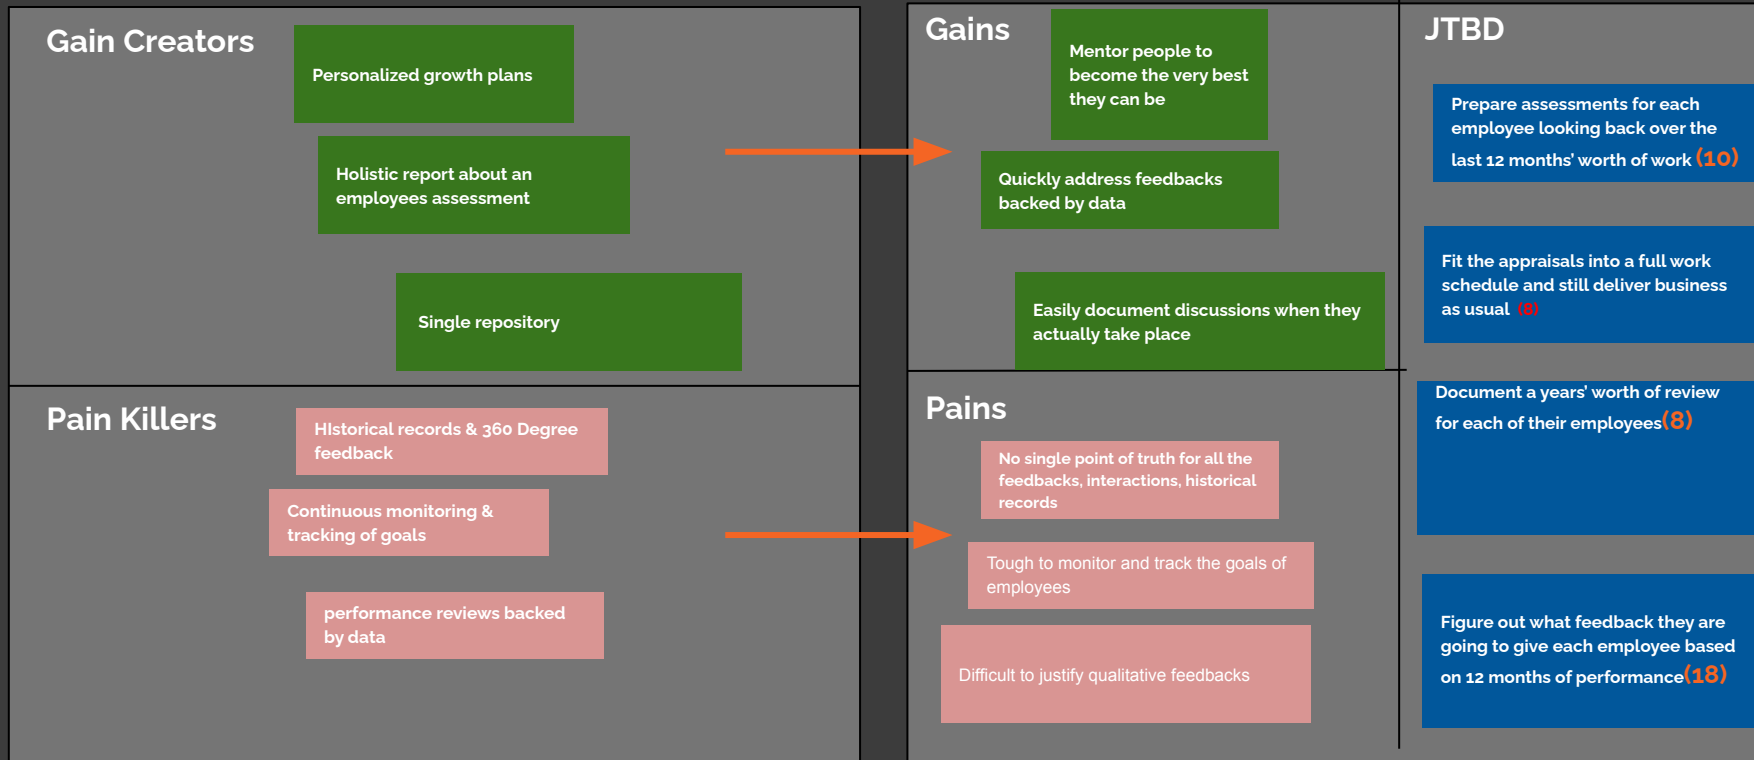 Gain Creators
Personalized growth plans
Holistic report about an
employees assessment
Single repository
Pain Killers
HIstorical records & 360 Degree
feedback
Continuous monitoring &
tracking of goals
performance reviews backed
by data
Gains
Mentor people to
become the very best
they can be
Quickly address feedbacks
backed by data
Easily document discussions when they
actually take place
Pains
No single point of truth for all the
feedbacks, interactions, historical
records
Tough to monitor and track the goals of
employees
Difficult to justify qualitative feedbacks
JTBD
Prepare assessments for each
employee looking back over the
last 12 months’ worth of work (10)
Fit the appraisals into a full work
schedule and still deliver business
as usual (8)
Document a years’ worth of review
for each of their employees(8)
Figure out what feedback they are
going to give each employee based
on 12 months of performance(18)